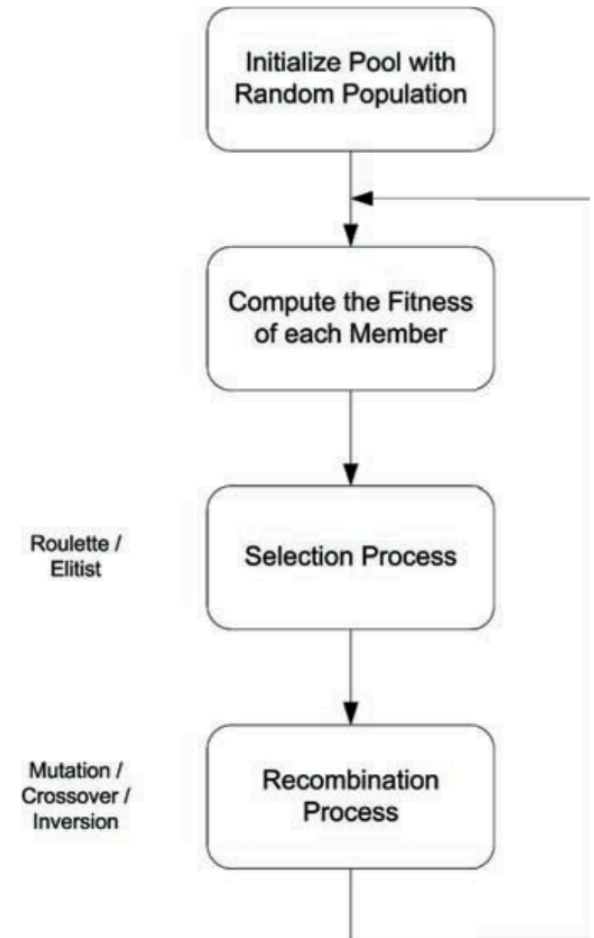 Initialize Pool with
Random Population
Compute the Fitness
of each Member
Roulette /
Elitist
Selection Process
Mutation /
Crossover /
Inversion
Recombination
Process